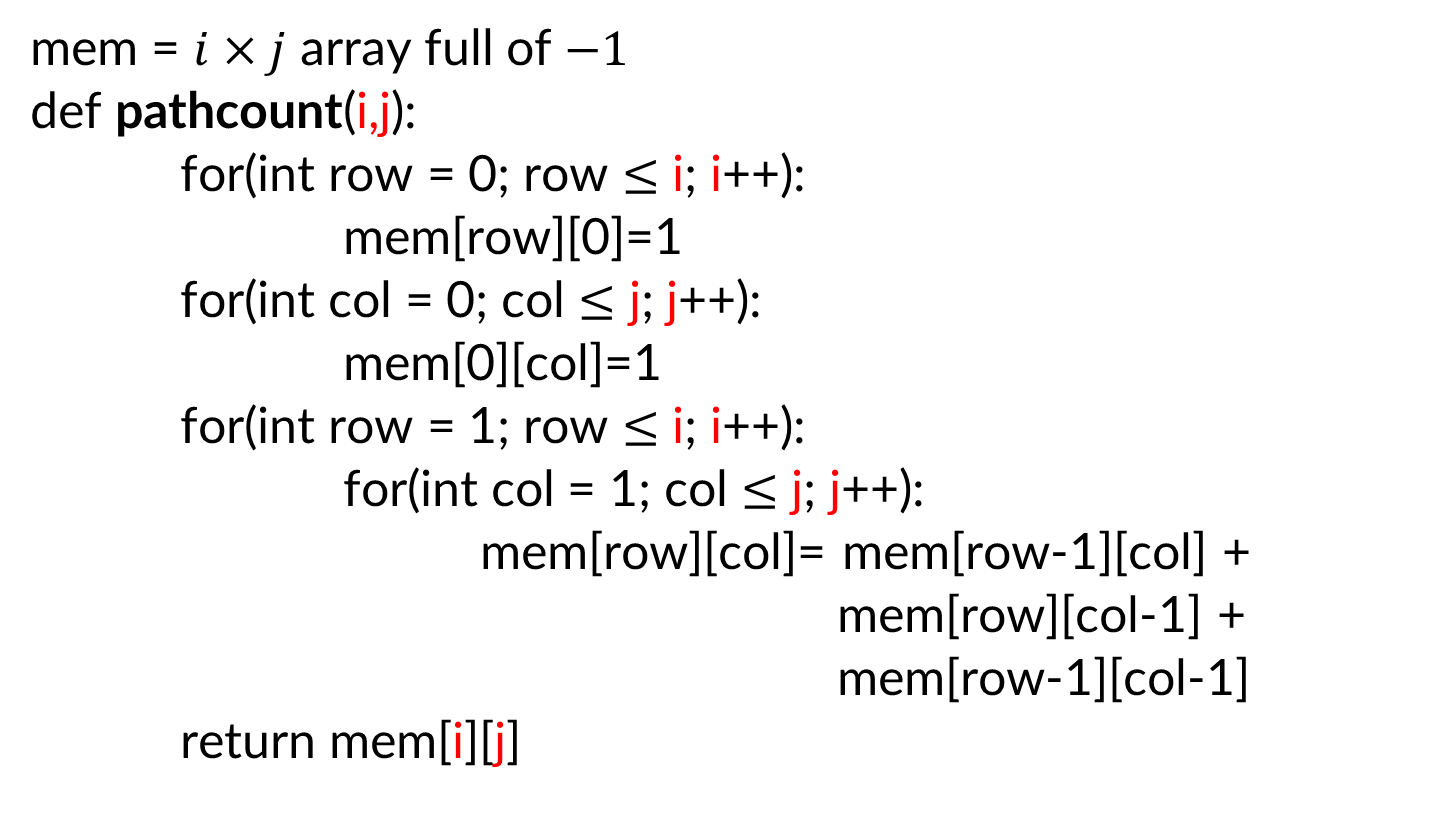 mem = 𝑖 × 𝑗 array full of −1
def pathcount(i,j):
for(int row = 0; row ≤ i; i++):
mem[row][0]=1
for(int col = 0; col ≤ j; j++):
mem[0][col]=1
for(int row = 1; row ≤ i; i++):
for(int col = 1; col ≤ j; j++):
mem[row][col]= mem[row-1][col] +
mem[row][col-1] +
mem[row-1][col-1]
return mem[i][j]